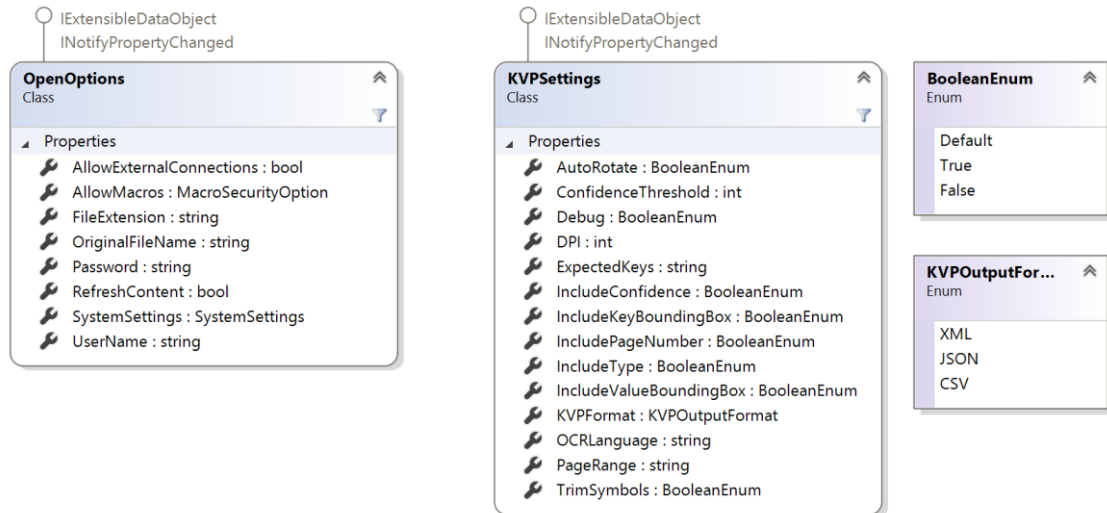 IExtensibleDataObject
INotifyPropertyChanged
OpenOptions
Class
Properties
AllowExternalConnections : bool
AllowMacros : MacroSecurityOption
FileExtension : string
OriginalFileName : string
Password : string
RefreshContent : bool
SystemSettings : SystemSettings
UserName : string
IExtensibleDataObject
INotifyPropertyChanged
KVPSettings
Class
Properties
AutoRotate : BooleanEnum
ConfidenceThreshold : int
Debug : BooleanEnum
DPI : int
ExpectedKeys : string
IncludeConfidence : BooleanEnum
IncludeKeyBoundingBox : BooleanEnum
IncludePageNumber : BooleanEnum
IncludeType : BooleanEnum
IncludeValueBoundingBox : BooleanEnum
KVPFormat : KVPOutputFormat
OCRLanguage : string
PageRange : string
TrimSymbols : BooleanEnum
BooleanEnum
Enum
Default
True
False
KVPOutputFor...
Enum
XML
JSON
CSV